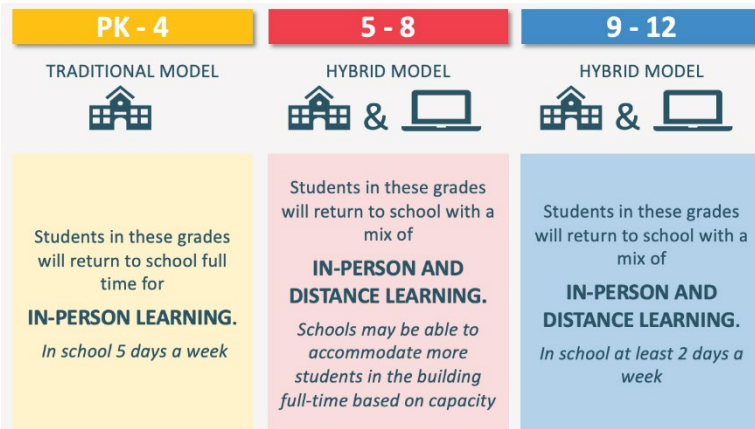 PK - 4
TRADITIONAL MODEL
Students in these grades
will return to school full
time for
IN-PERSON LEARNING.
In school 5 days a week
5 - 8
HYBRID MODEL
&
Students in these grades
will return to school with a
mix of
IN-PERSON AND
DISTANCE LEARNING.
Schools may be able to
accommodate more
students in the building
full-time based on capacity
9 - 12
HYBRID MODEL
&
Students in these grades
will return to school with a
mix of
IN-PERSON AND
DISTANCE LEARNING.
In school at least 2 days a
week